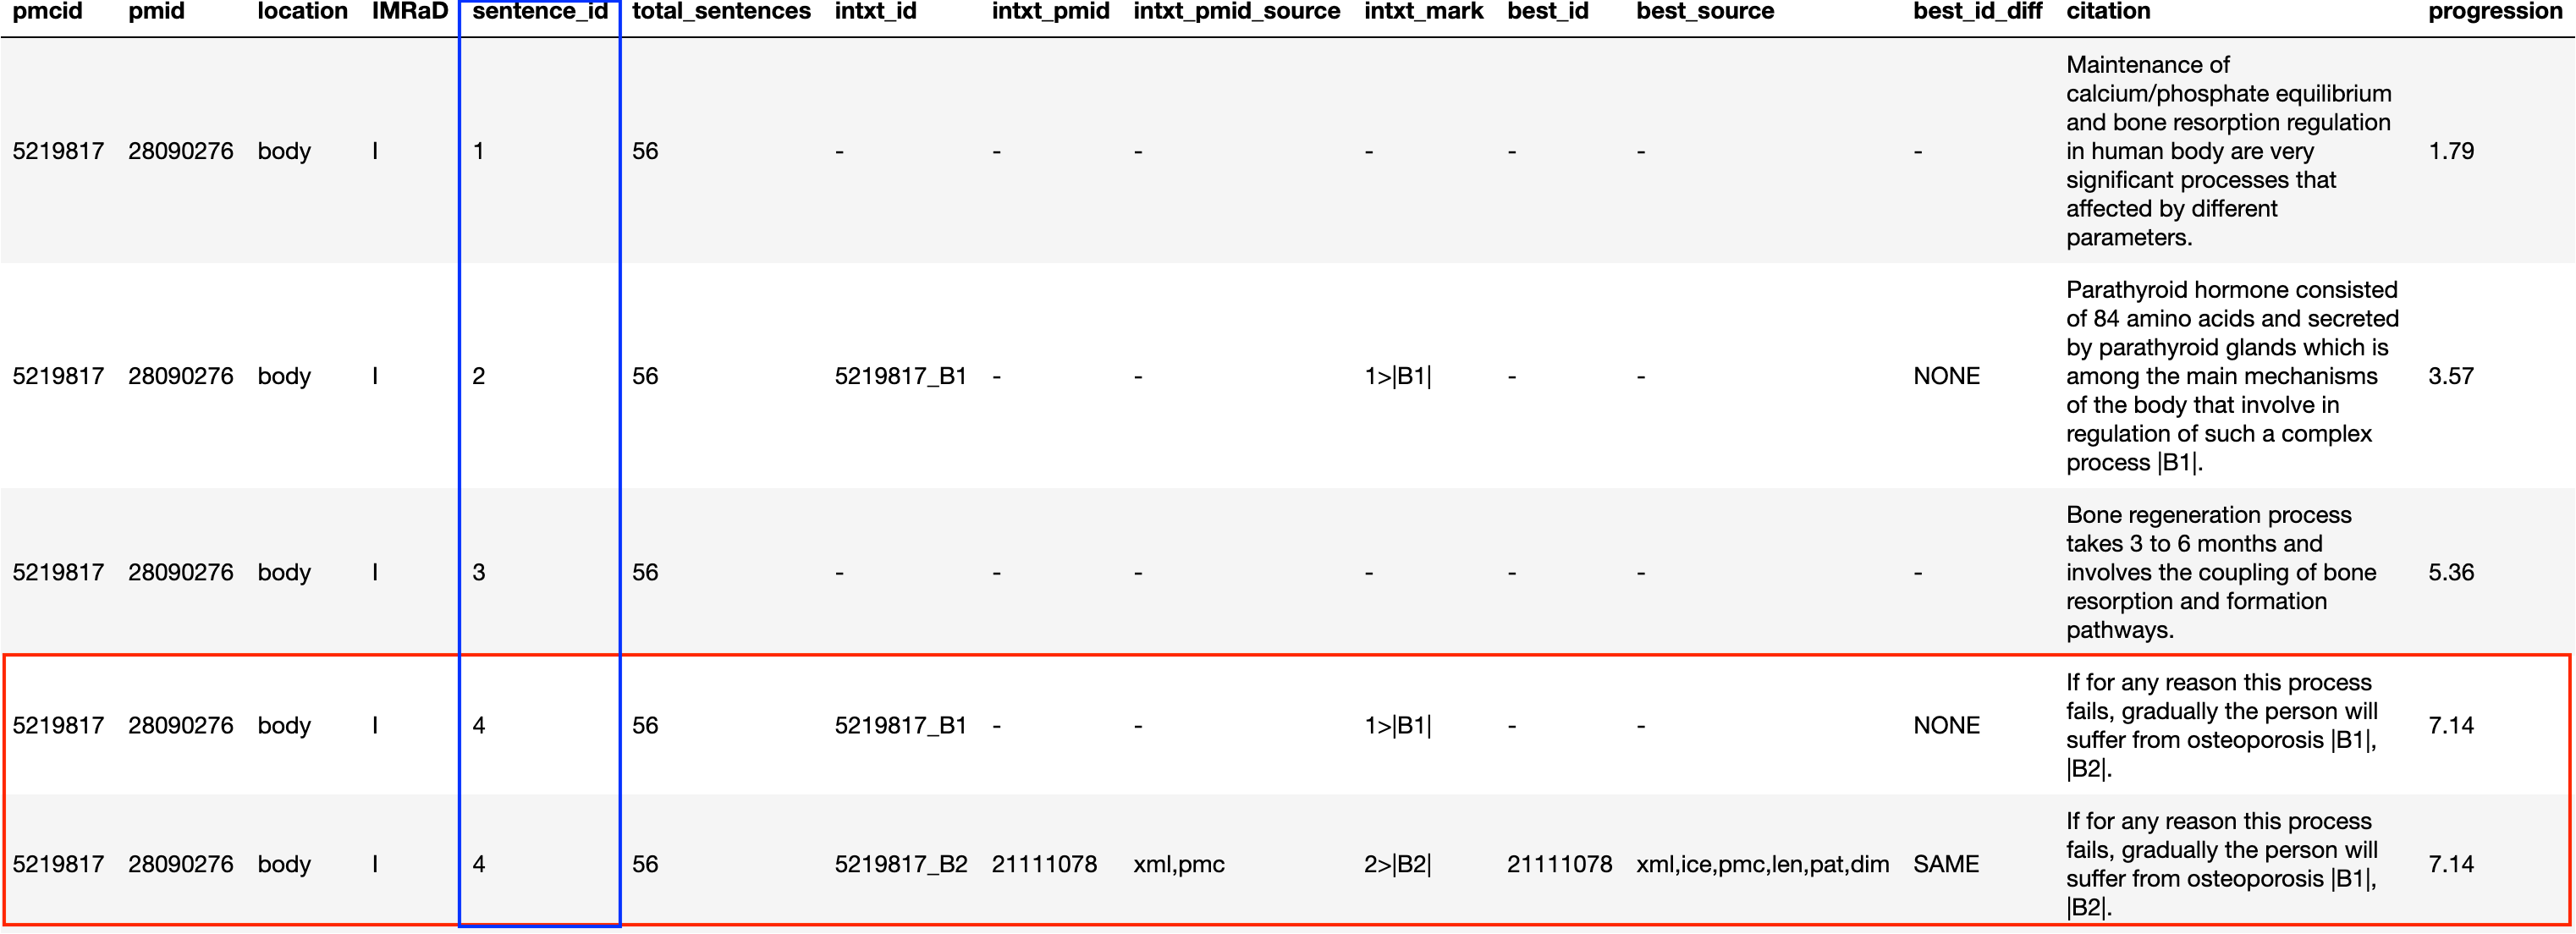 pmcid pmid location IMRaD sentence_id total_sentences intxt_id intxt_pmid intxt_pmid_source intxt_mark best_id best_source best_id_diff citation progression
Maintenance of
calcium/phosphate equilibrium
and bone resorption regulation
5219817 28090276 body I 1 56 - - - - - - - in human body are very 1.79
significant processes that
affected by different
parameters.
Parathyroid hormone consisted
of 84 amino acids and secreted
by parathyroid glands which is
5219817 28090276 body I 2 56 5219817_B1 - - 1>|B1| - - NONE among the main mechanisms 3.57
of the body that involve in
regulation of such a complex
process |B1|.
Bone regeneration process
takes 3 to 6 months and
5219817 28090276 body I 3 56 - - - - - - - involves the coupling of bone 5.36
resorption and formation
pathways.
If for any reason this process
fails, gradually the person will
5219817 28090276 body I 4 56 5219817_B1 - - 1>|B1| - - NONE suffer from osteoporosis |B1|, 7.14
|B2|.
If for any reason this process
fails, gradually the person will
5219817 28090276 body I 4 56 5219817_B2 21111078 xml,pmc 2>|B2| 21111078 xml,ice,pmc,len,pat,dim SAME suffer from osteoporosis |B1|, 7.14
|B2|.